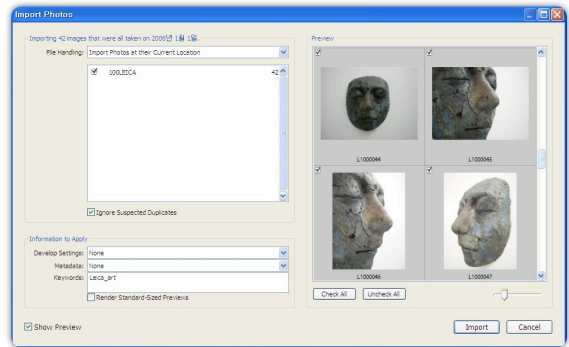 Import Photos
Importing 42 images that were all taken on 2006년 1월 1일.
File Handling: Import Photos at their Current Location
100LEICA 42
Ignore Suspected Duplicates
Information to Apply
Develop Settings: None
Metadata: None
Keywords: Leica_art
Render Standard-Sized Previews
Show Preview
Preview
L1000044 L1000045
L1000046 L1000047
Check All Uncheck All
Import Cancel